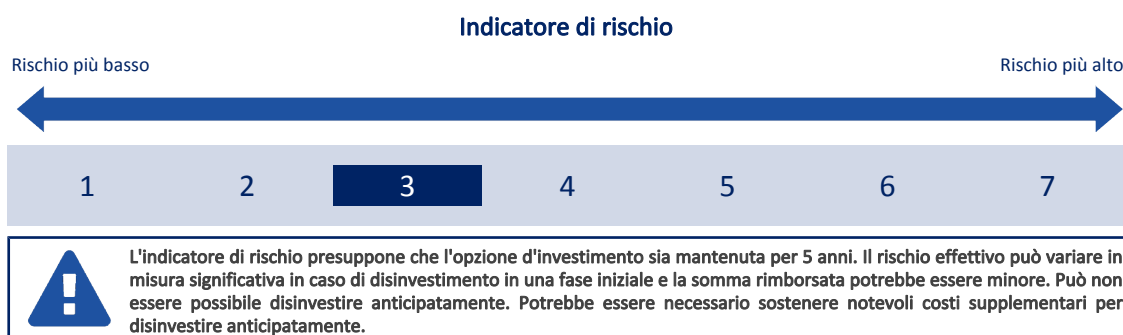 Indicatore di rischio
Rischio più basso
Rischio più alto
1 2 3 4 5 6 7
L'indicatore di rischio presuppone che l'opzione d'investimento sia mantenuta per 5 anni. Il rischio effettivo può variare in
misura significativa in caso di disinvestimento in una fase iniziale e la somma rimborsata potrebbe essere minore. Può non
essere possibile disinvestire anticipatamente. Potrebbe essere necessario sostenere notevoli costi supplementari per
disinvestire anticipatamente.